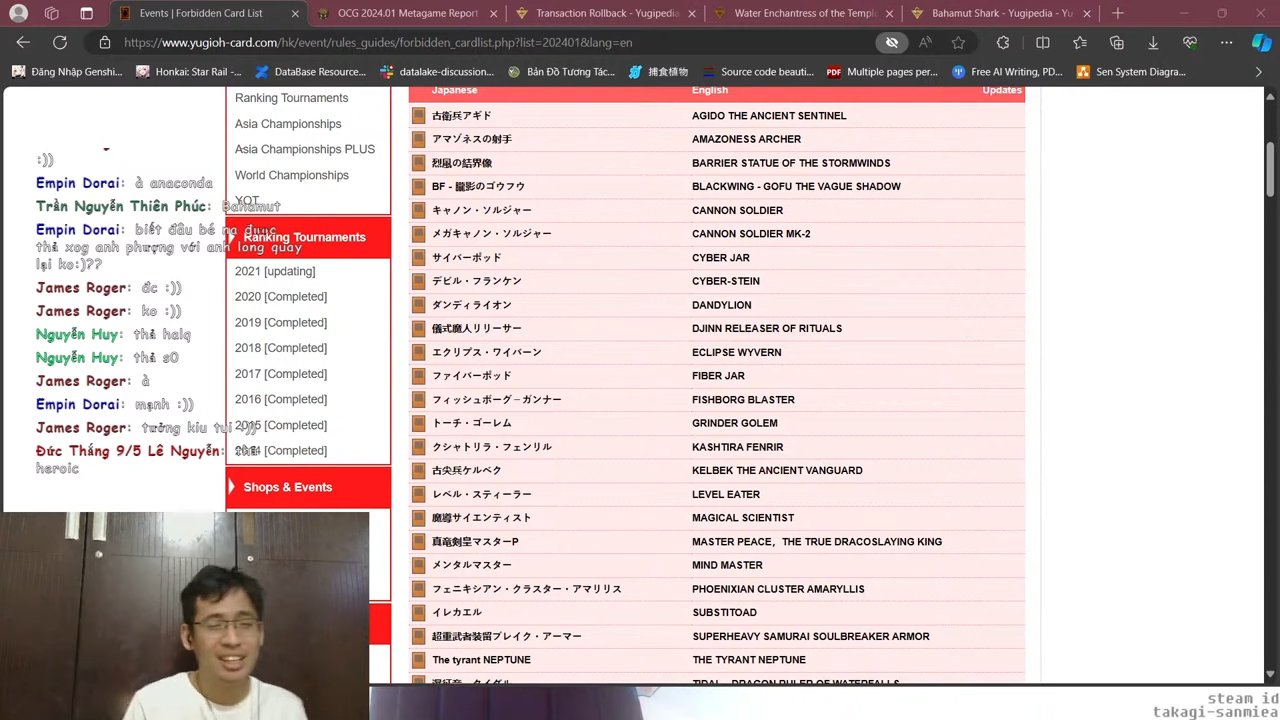 Events | Forbidden Cardlist
OCG 2024.01 Metagame Report
Transaction Rollback - Yugipedia
Water Enchantress of the Temple
Bahamut Shark - Yugipedia - Yu
https://www.yugioh-card.com/hk/event/rules_guides/forbidden_cardlist.php?list=202401&lang=en
Đăng Nhập Genshi...
Honkai: Star Rail -...
DataBase Resource...
datalake-discussion...
Bản Đồ Tương Tác...
Source code beauti...
Multiple pages per...
Free AI Writing, PD...
Sen System Diagra...
Ranking Tournaments
Asia Championships
Asia Championships PLUS
World Championships
YOT
Ranking Tournaments
2021 [updating]
2020 [Completed]
2019 [Completed]
2018 [Completed]
2017 [Completed]
2016 [Completed]
2015 [Completed]
2014 [Completed]
Shops & Events
:))
Empin Dorai: à anaconda
Trần Nguyễn Thiên Phúc: Bahamut
Empin Dorai: biết đâu bé na được
thả xog anh phượng với anh long quay
lại ko:)??
James Roger: đc :))
James Roger: ko :))
Nguyễn Huy: thả halq
Nguyễn Huy: thả s0
James Roger: à
Empin Dorai: mạnh :))
James Roger: tưởng kiu tui :))
Đức Thắng 9/5 Lê Nguyễn: thả
heroic
Japanese English Updates
古衛兵アギド AGIDO THE ANCIENT SENTINEL
アマゾネスの射手 AMAZONESS ARCHER
烈風の結界像 BARRIER STATUE OF THE STORMWINDS
BF - 朧影のゴウフウ BLACKWING - GOFU THE VAGUE SHADOW
キャノン・ソルジャー CANNON SOLDIER
メガキャノン・ソルジャー CANNON SOLDIER MK-2
サイバーポッド CYBER JAR
デビル・フランケン CYBER-STEIN
ダンディライオン DANDYLION
儀式魔人リリーサー DJINN RELEASER OF RITUALS
エクリプス・ワイバーン ECLIPSE WYVERN
ファイバーポッド FIBER JAR
フィッシュボーグ－ガンナー FISHBORG BLASTER
トーチ・ゴーレム GRINDER GOLEM
クシャトリラ・フェンリル KASHTIRA FENRIR
古尖兵ケルベク KELBEK THE ANCIENT VANGUARD
レベル・スティーラー LEVEL EATER
魔導サイエンティスト MAGICAL SCIENTIST
真竜剣皇マスターP MASTER PEACE, THE TRUE DRACOSLAYING KING
メンタルマスター MIND MASTER
フェニキシアン・クラスター・アマリリス PHOENIXIAN CLUSTER AMARYLLIS
イレカエル SUBSTITOAD
超重武者装留ブレイク・アーマー SUPERHEAVY SAMURAI SOULBREAKER ARMOR
The tyrant NEPTUNE THE TYRANT NEPTUNE
TIDAL, DRAGON RULER OF WATERFALLS
steam id
takagi-sanmiea